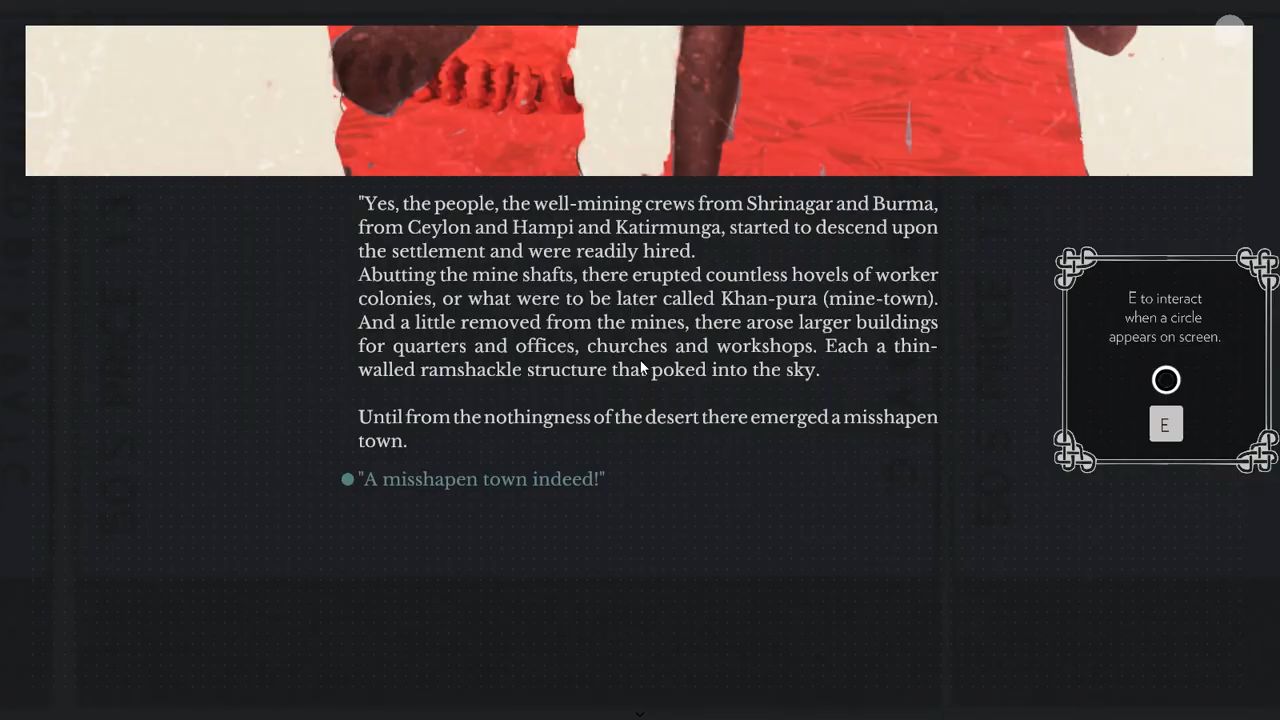 "Yes, the people, the well-mining crews from Shrinagar and Burma,
from Ceylon and Hampi and Katirmunga, started to descend upon
the settlement and were readily hired.
Abutting the mine shafts, there erupted countless hovels of worker
colonies, or what were to be later called Khan-pura (mine-town).
And a little removed from the mines, there arose larger buildings
for quarters and offices, churches and workshops. Each a thin-
walled ramshackle structure that poked into the sky.
Until from the nothingness of the desert there emerged a misshapen
town.
"A misshapen town indeed!"
E to interact
when a circle
appears on screen.
E